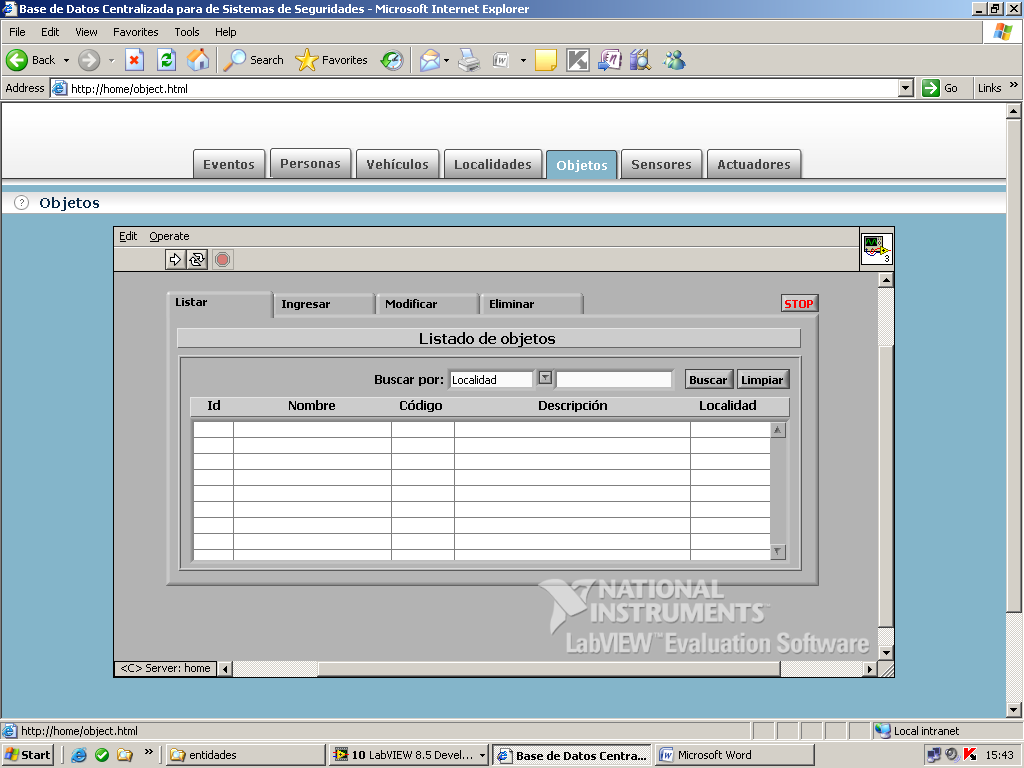 Base de Datos Centralizada para de Sistemas de Seguridades - Microsoft Internet Explorer
File Edit View Favorites Tools Help
Back Search Favorites
Address http://home/object.html Go Links »
Eventos Personas Vehículos Localidades Objetos Sensores Actuadores
? Objetos
Edit Operate
3
Listar Ingresar Modificar Eliminar STOP
Listado de objetos
Buscar por: Localidad Buscar Limpiar
Id Nombre Código Descripción Localidad
NATIONAL
INSTRUMENTS™
LabVIEW™ Evaluation Software
<C> Server: home
http://home/object.html Local intranet
Start » entidades 10 LabVIEW 8.5 Devel... Base de Datos Centra... Microsoft Word 15:43